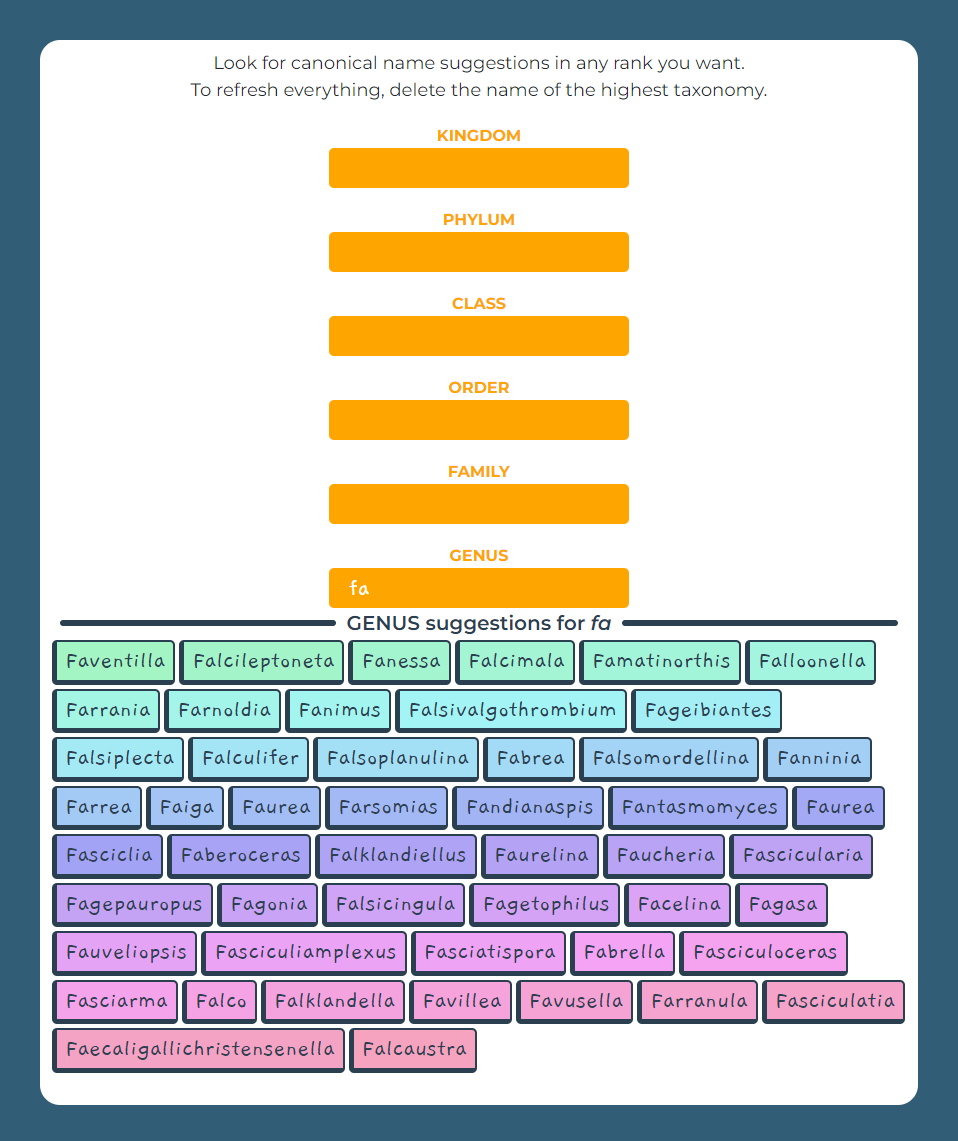 Look for canonical name suggestions in any rank you want.
To refresh everything, delete the name of the highest taxonomy.
KINGDOM
PHYLUM
CLASS
ORDER
FAMILY
GENUS
fa
GENUS suggestions for fa
Faventilla Falcileptoneta Fanessa Falcimala Famatinorthis Falloonella
Farrania Farnoldia Fanimus Falsivalgothrombium Fageibiantes
Falsiplecta Falculifer Falsoplanulina Fabrea Falsomordellina Fanninia
Farrea Faiga Faurea Farsomias Fandianaspis Fantasmomyces Faurea
Fasciclia Faberoceras Falklandiellus Faurelina Faucheria Fascicularia
Fagepauropus Fagonia Falsicingula Fagetophilus Facelina Fagasa
Fauveliopsis Fasciculiamplexus Fasciatispora Fabrella Fasciculoceras
Fasciarma Falco Falklandella Favillea Favusella Farranula Fasciculatia
Faecaligallichristensenella Falcaustra